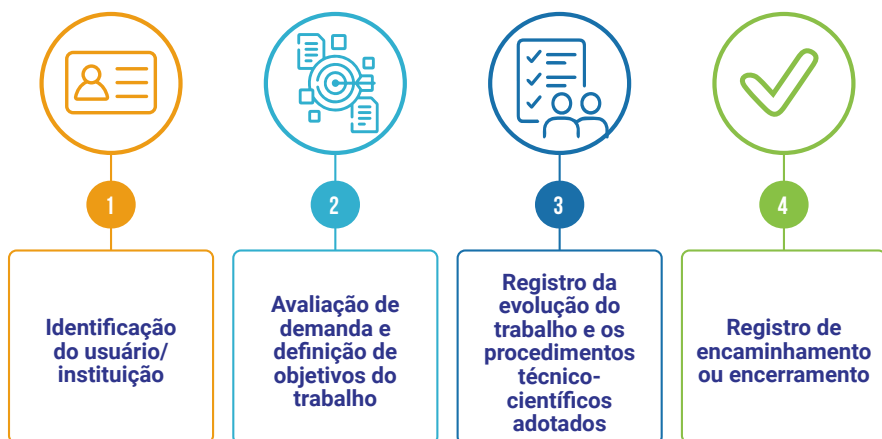 1
Identificação
do usuário/
instituição
2
Avaliação de
demanda e
definição de
objetivos do
trabalho
3
Registro da
evolução do
trabalho e os
procedimentos
técnico-
científicos
adotados
4
Registro de
encaminhamento
ou encerramento